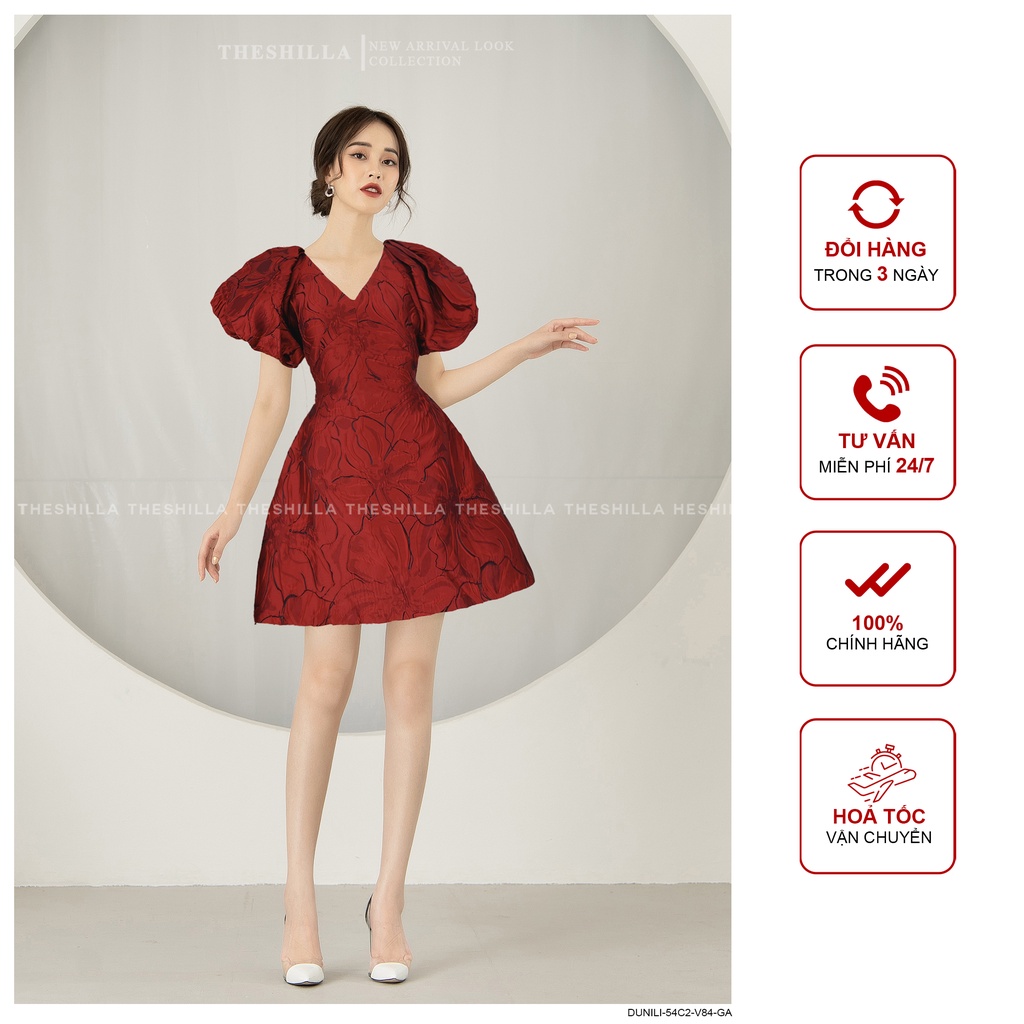 THESHILLA
NEW ARRIVAL LOOK
COLLECTION
THESHILLA THESHILLA THESHILLA THESHILLA THESHILLA THESHILLA HESHI
ĐỔI HÀNG
TRONG 3 NGÀY
TƯ VẤN
MIỄN PHÍ 24/7
100%
CHÍNH HÃNG
HOẢ TỐC
VẬN CHUYỂN
DUNILI-54C2-V84-GA